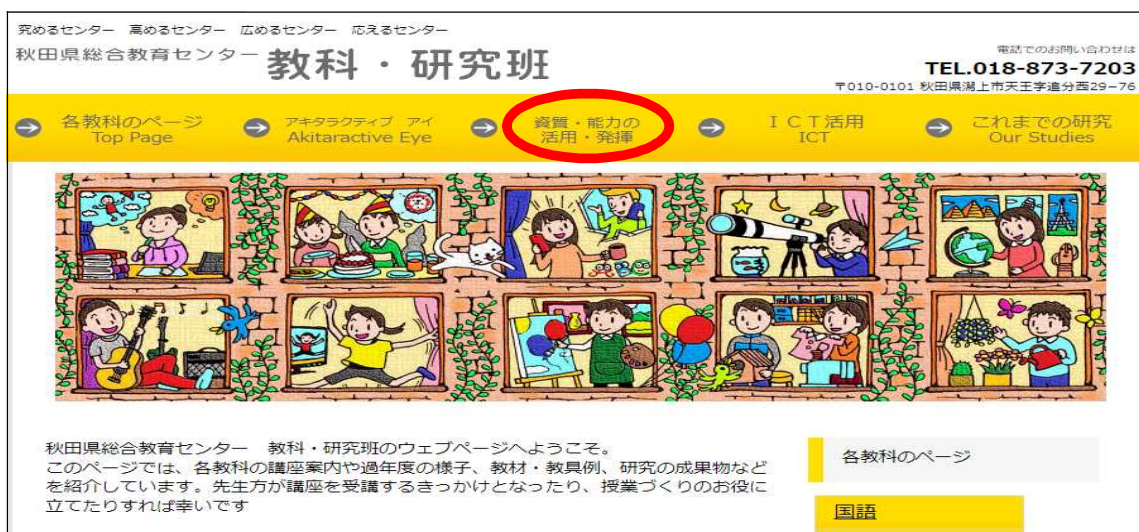 究めるセンター 高めるセンター 広めるセンター 応えるセンター
秋田県総合教育センター 教科・研究班
電話でのお問い合わせは
TEL.018-873-7203
〒010-0101 秋田県潟上市天王字追分西29−76
各教科のページ
Top Page
アキタラクティブ アイ
Akitaractive Eye
資質・能力の
活用・発揮
ＩＣＴ活用
ICT
これまでの研究
Our Studies
秋田県総合教育センター 教科・研究班のウェブページへようこそ。
このページでは、各教科の講座案内や過年度の様子、教材・教具例、研究の成果物など
を紹介しています。先生方が講座を受講するきっかけとなったり、授業づくりのお役に
立てたりすれば幸いです
各教科のページ
国語